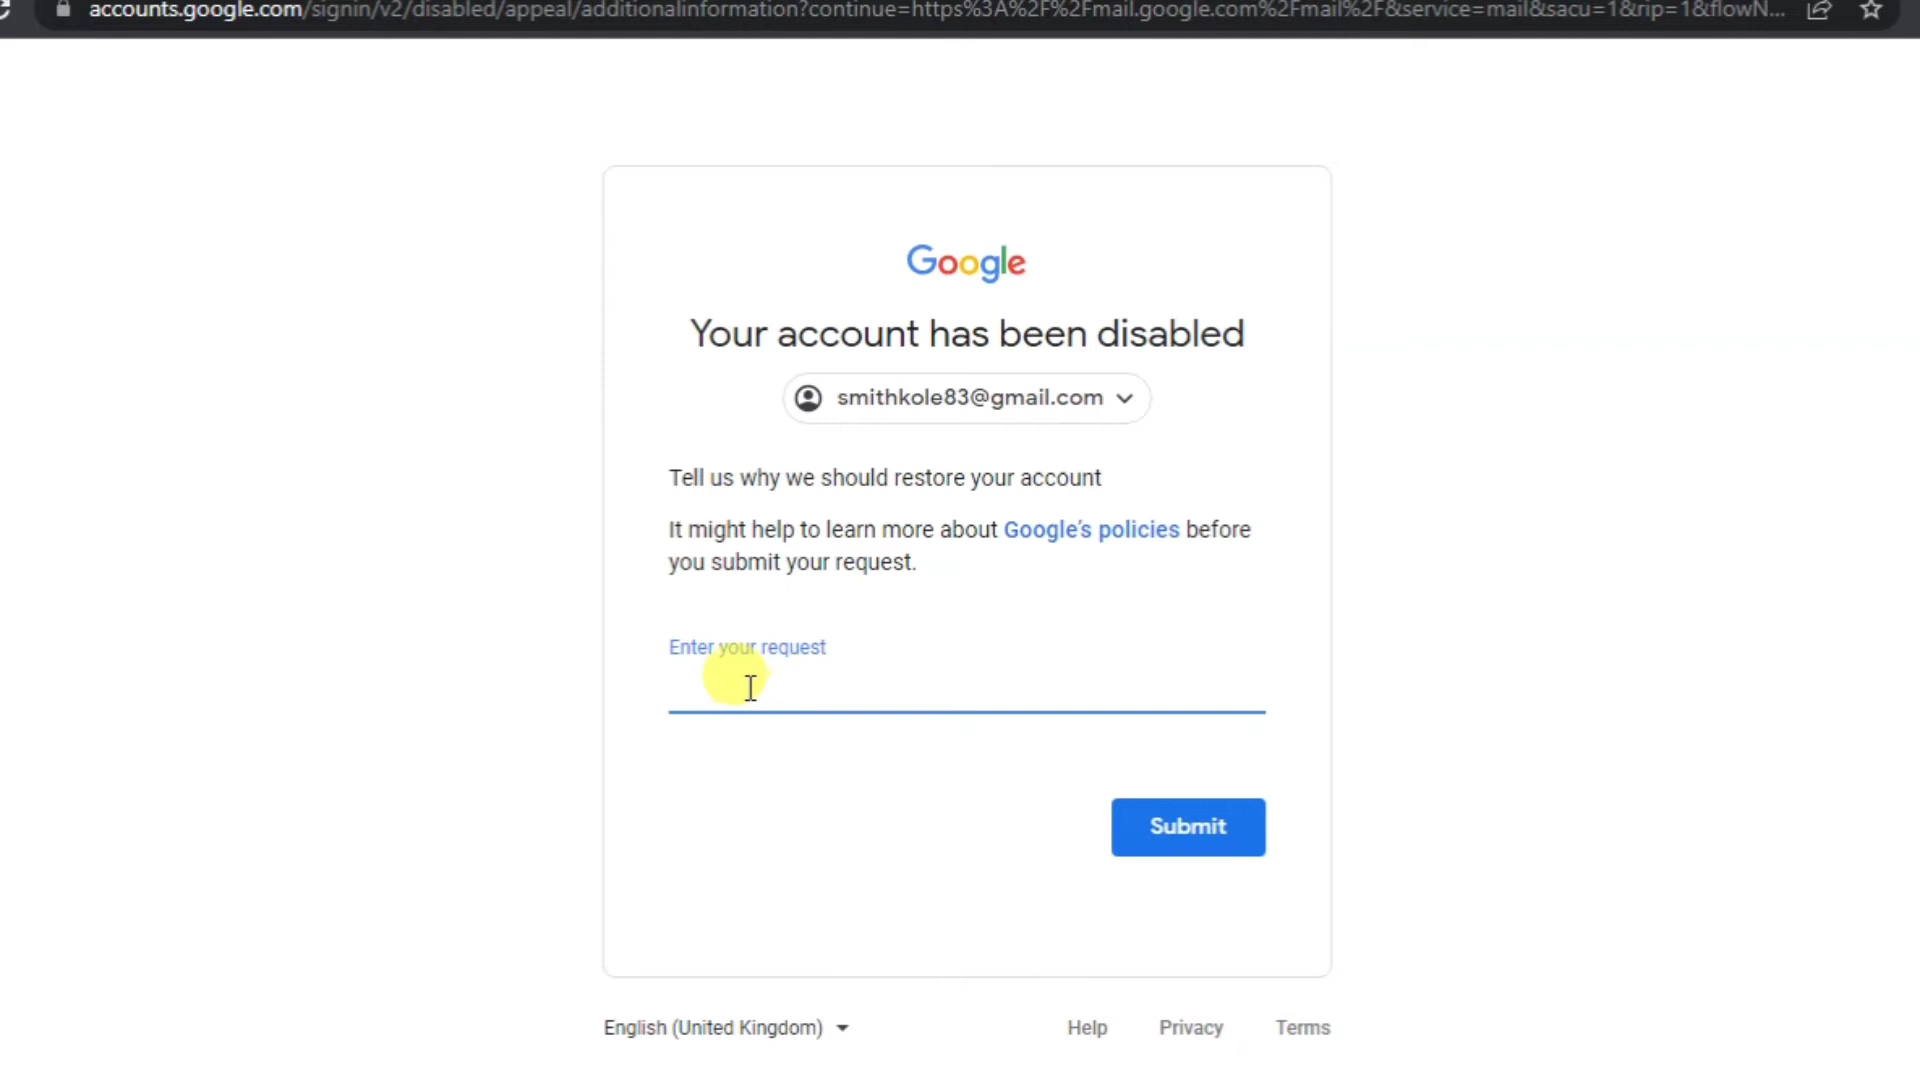 accounts.google.com/signin/v2/disabled/appeal/additionalinformation?continue=https%3A%2F%2Fmail.google.com%2Fmail%2F&service=mail&sacu=1&rip=1&flowN...
Google
Your account has been disabled
smithkole83@gmail.com
Tell us why we should restore your account
It might help to learn more about Google's policies before
you submit your request.
Enter your request
Submit
English (United Kingdom) Help Privacy Terms